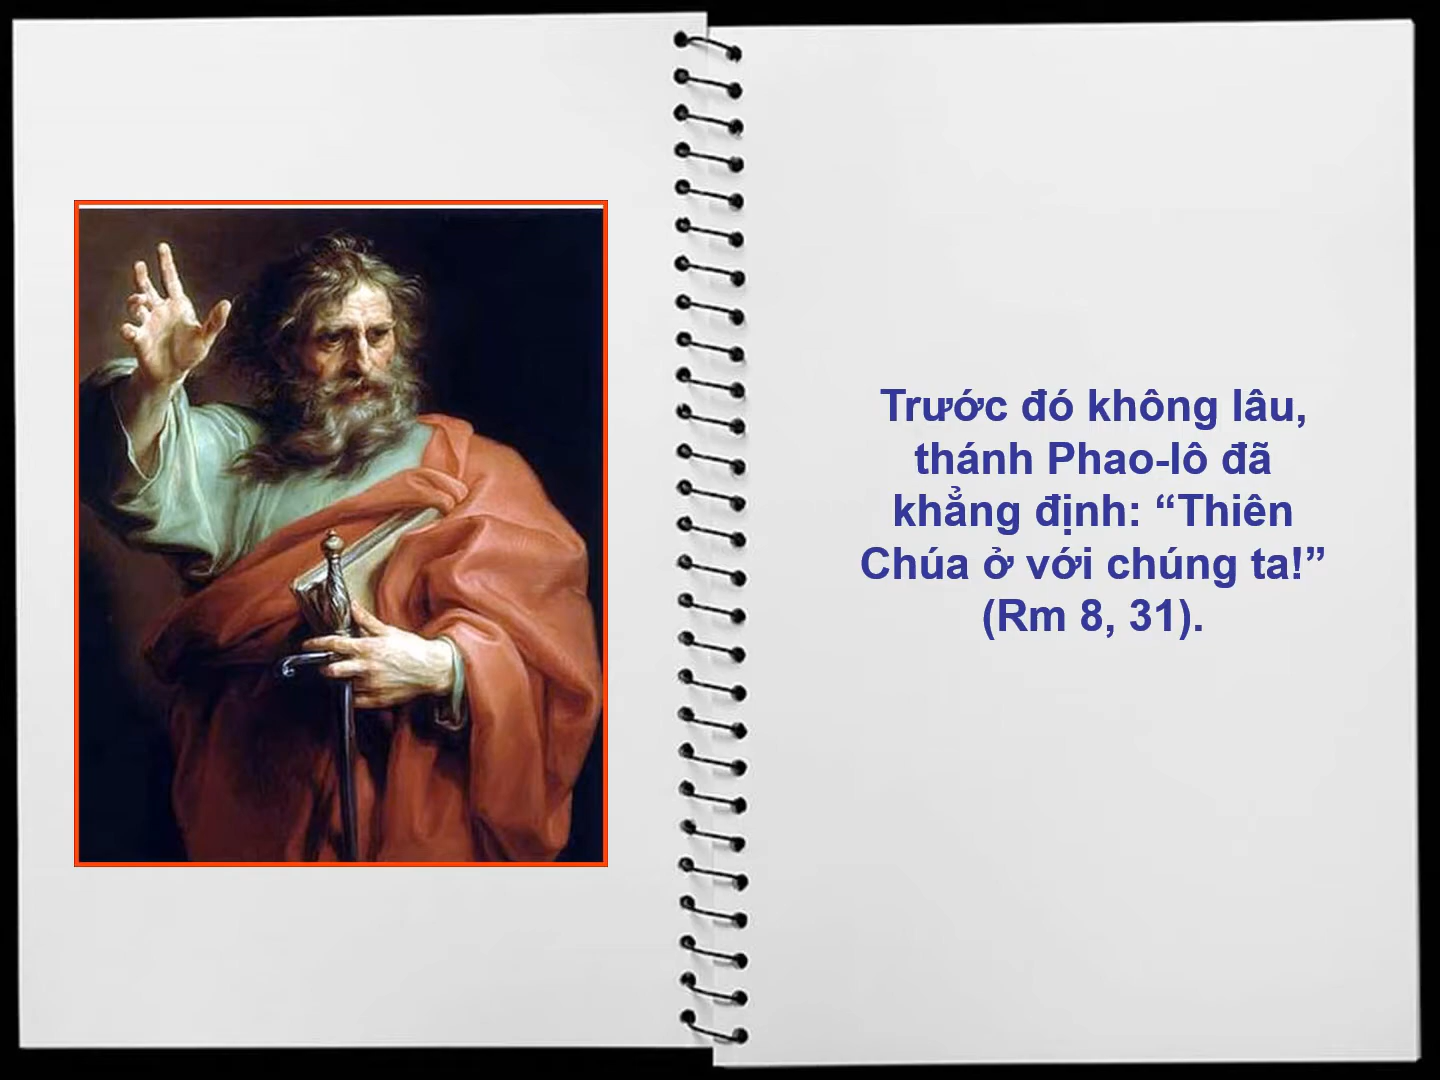 Trước đó không lâu,
thánh Phao-lô đã
khẳng định: “Thiên
Chúa ở với chúng ta!”
(Rm 8, 31).